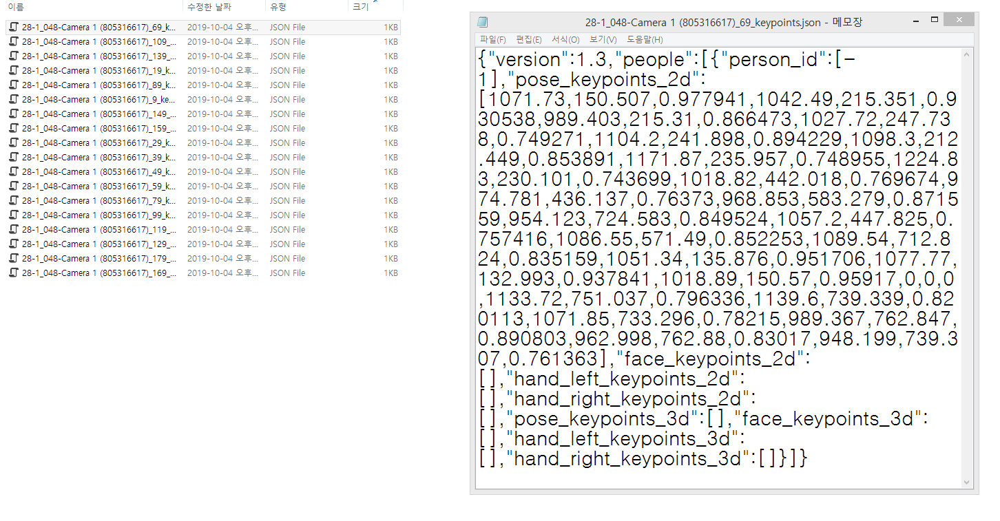 이름 수정한 날짜 유형 크기
28-1_048-Camera 1 (805316617)_69_k... 2019-10-04 오후... JSON File 1KB
28-1_048-Camera 1 (805316617)_109_... 2019-10-04 오후... JSON File 1KB
28-1_048-Camera 1 (805316617)_139_... 2019-10-04 오후... JSON File 1KB
28-1_048-Camera 1 (805316617)_19_k... 2019-10-04 오후... JSON File 1KB
28-1_048-Camera 1 (805316617)_89_k... 2019-10-04 오후... JSON File 1KB
28-1_048-Camera 1 (805316617)_9_ke... 2019-10-04 오후... JSON File 1KB
28-1_048-Camera 1 (805316617)_149_... 2019-10-04 오후... JSON File 1KB
28-1_048-Camera 1 (805316617)_159_... 2019-10-04 오후... JSON File 1KB
28-1_048-Camera 1 (805316617)_29_k... 2019-10-04 오후... JSON File 1KB
28-1_048-Camera 1 (805316617)_39_k... 2019-10-04 오후... JSON File 1KB
28-1_048-Camera 1 (805316617)_49_k... 2019-10-04 오후... JSON File 1KB
28-1_048-Camera 1 (805316617)_59_k... 2019-10-04 오후... JSON File 1KB
28-1_048-Camera 1 (805316617)_79_k... 2019-10-04 오후... JSON File 1KB
28-1_048-Camera 1 (805316617)_99_k... 2019-10-04 오후... JSON File 1KB
28-1_048-Camera 1 (805316617)_119_... 2019-10-04 오후... JSON File 1KB
28-1_048-Camera 1 (805316617)_129_... 2019-10-04 오후... JSON File 1KB
28-1_048-Camera 1 (805316617)_179_... 2019-10-04 오후... JSON File 1KB
28-1_048-Camera 1 (805316617)_169_... 2019-10-04 오후... JSON File 1KB
28-1_048-Camera 1 (805316617)_69_keypoints.json - 메모장
파일(F) 편집(E) 서식(O) 보기(V) 도움말(H)
{"version":1.3,"people":[{"person_id":[-
1],"pose_keypoints_2d":
[1071.73,150.507,0.977941,1042.49,215.351,0.9
30538,989.403,215.31,0.866473,1027.72,247.73
8,0.749271,1104.2,241.898,0.894229,1098.3,212
.449,0.853891,1171.87,235.957,0.748955,1224.8
3,230.101,0.743699,1018.82,442.018,0.769674,9
74.781,436.137,0.76373,968.853,583.279,0.8715
59,954.123,724.583,0.849524,1057.2,447.825,0.
757416,1086.55,571.49,0.852253,1089.54,712.8
24,0.835159,1051.34,135.876,0.951706,1077.77,
132.993,0.937841,1018.89,150.57,0.95917,0,0,0
,1133.72,751.037,0.796336,1139.6,739.339,0.82
0113,1071.85,733.296,0.78215,989.367,762.847,
0.890803,962.998,762.88,0.83017,948.199,739.3
07,0.761363],"face_keypoints_2d":
[],"hand_left_keypoints_2d":
[],"hand_right_keypoints_2d":
[],"pose_keypoints_3d":[],"face_keypoints_3d":
[],"hand_left_keypoints_3d":
[],"hand_right_keypoints_3d":[]}]}